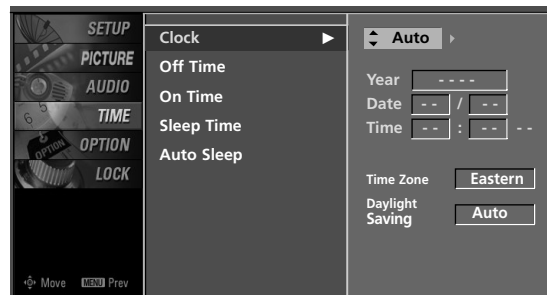 SETUP
PICTURE
AUDIO
TIME
OPTION
LOCK
Move MENU Prev
Clock
Off Time
On Time
Sleep Time
Auto Sleep
Auto
Year - - - -
Date - - / - -
Time - - : - - - -
Time Zone Eastern
Daylight
Saving Auto